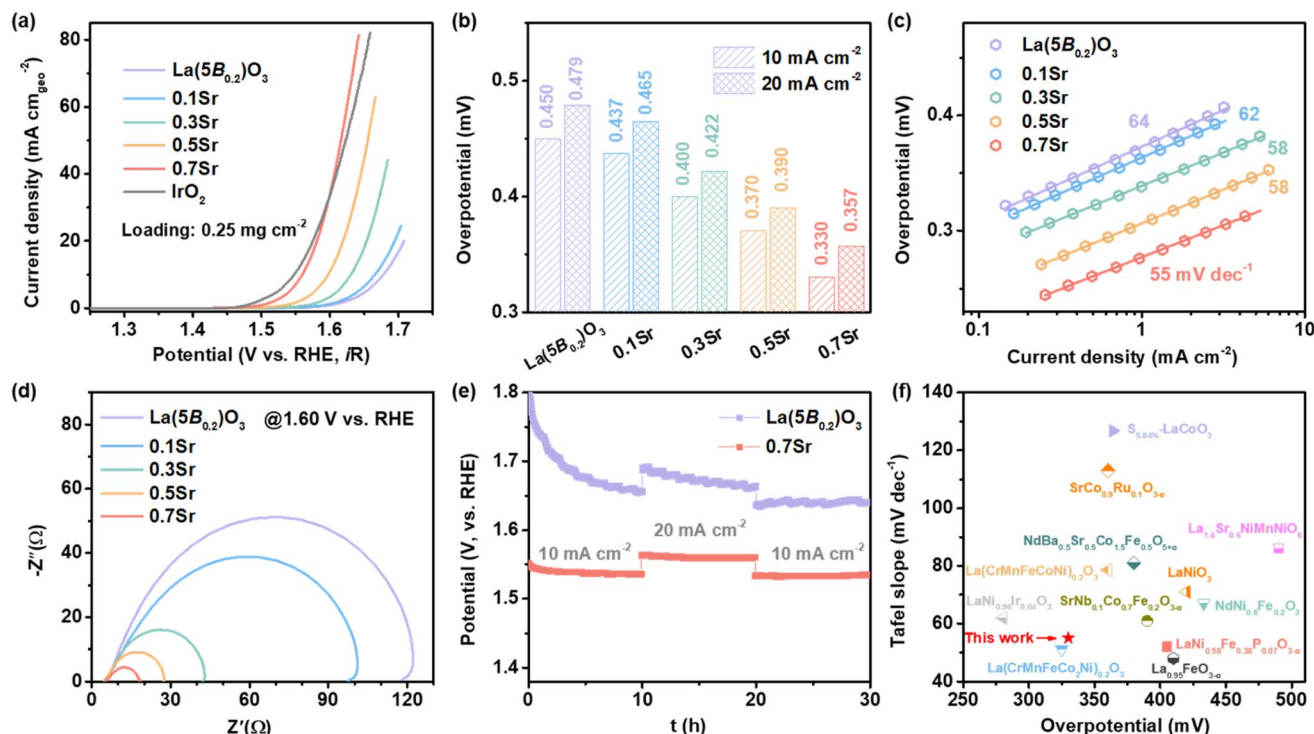 (a)
Current density (mA cm_geo^-2)
80
60
40
20
0
La(5B_0.2)O_3
0.1Sr
0.3Sr
0.5Sr
0.7Sr
IrO_2
Loading: 0.25 mg cm^-2
1.3 1.4 1.5 1.6 1.7
Potential (V vs. RHE, iR)
(b)
Overpotential (mV)
0.5
0.4
0.3
10 mA cm^-2
20 mA cm^-2
0.450 0.479
0.437 0.465
0.400 0.422
0.370 0.390
0.330 0.357
La(5B_0.2)O_3 0.1Sr 0.3Sr 0.5Sr 0.7Sr
(c)
Overpotential (mV)
0.4
0.3
La(5B_0.2)O_3
0.1Sr
0.3Sr
0.5Sr
0.7Sr
64
62
58
58
55 mV dec^-1
0.1 1 10
Current density (mA cm^-2)
(d)
-Z″(Ω)
90
60
30
0
La(5B_0.2)O_3 @1.60 V vs. RHE
0.1Sr
0.3Sr
0.5Sr
0.7Sr
0 30 60 90 120
Z′(Ω)
(e)
Potential (V, vs. RHE)
1.8
1.7
1.6
1.5
1.4
La(5B_0.2)O_3
0.7Sr
10 mA cm^-2
20 mA cm^-2
10 mA cm^-2
0 10 20 30
t (h)
(f)
Tafel slope (mV dec^-1)
140
120
100
80
60
40
S_5.84%-LaCoO_3
SrCo_0.9Ru_0.1O_3-α
La_1.4Sr_0.6NiMnNiO_6
NdBa_0.5Sr_0.5Co_1.5Fe_0.5O_5+α
La(CrMnFeCoNi)_0.2O_3
LaNiO_3
LaNi_0.96Ir_0.04O_3
SrNb_0.1Co_0.7Fe_0.2O_3-α
NdNi_0.8Fe_0.2O_3
This work
LaNi_0.58Fe_0.38P_0.07O_3-α
La(CrMnFeCo_2Ni)_0.2O_3
La_0.95FeO_3-α
250 300 350 400 450 500
Overpotential (mV)